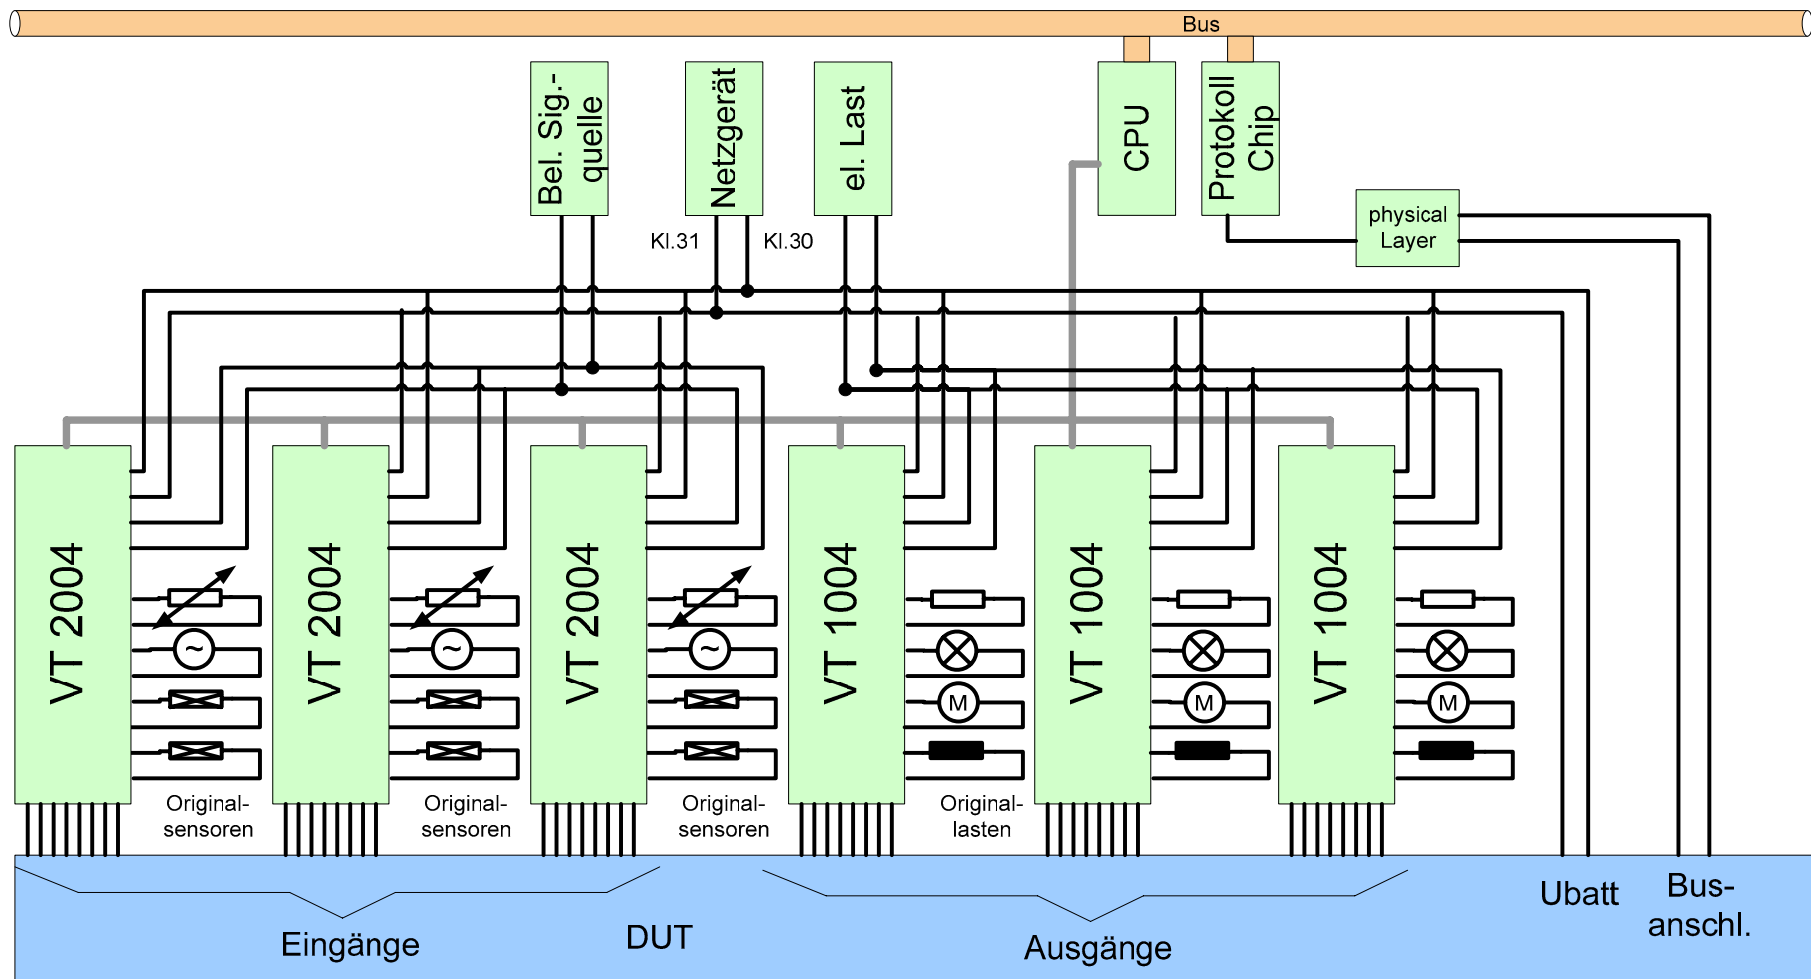 Bus
Bel. Sig.-
quelle
Netzgerät
el. Last
CPU
Protokoll
Chip
physical
Layer
Kl.31
Kl.30
VT 2004
VT 2004
VT 2004
VT 1004
VT 1004
VT 1004
~
~
~
M
M
M
Original-
sensoren
Original-
sensoren
Original-
sensoren
Original-
lasten
Eingänge
DUT
Ausgänge
Ubatt
Bus-
anschl.